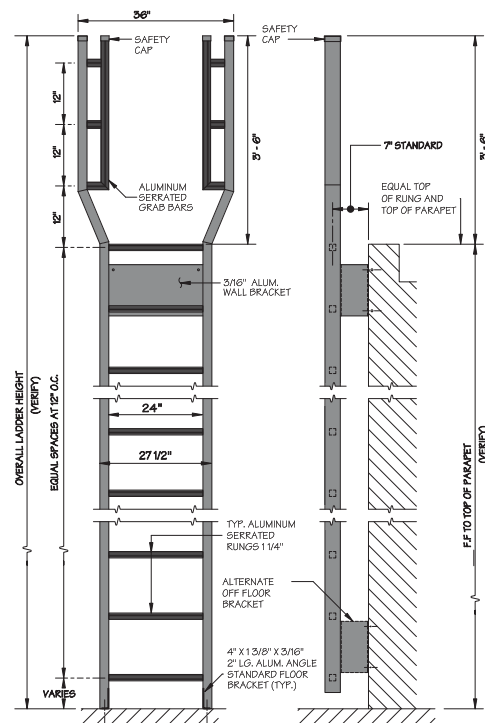 36"
SAFETY
CAP
SAFETY
CAP
12"
12"
12"
3' - 6"
3' - 6"
7" STANDARD
ALUMINUM
SERRATED
GRAB BARS
EQUAL TOP
OF RUNG AND
TOP OF PARAPET
3/16" ALUM.
WALL BRACKET
OVERALL LADDER HEIGHT
(VERIFY)
EQUAL SPACES AT 12" O.C.
24"
27 1/2"
F.F TO TOP OF PARAPET
(VERIFY)
TYP. ALUMINUM
SERRATED
RUNGS 1 1/4"
ALTERNATE
OFF FLOOR
BRACKET
4" X 1 3/8" X 3/16"
2" LG. ALUM. ANGLE
STANDARD FLOOR
BRACKET (TYP.)
VARIES